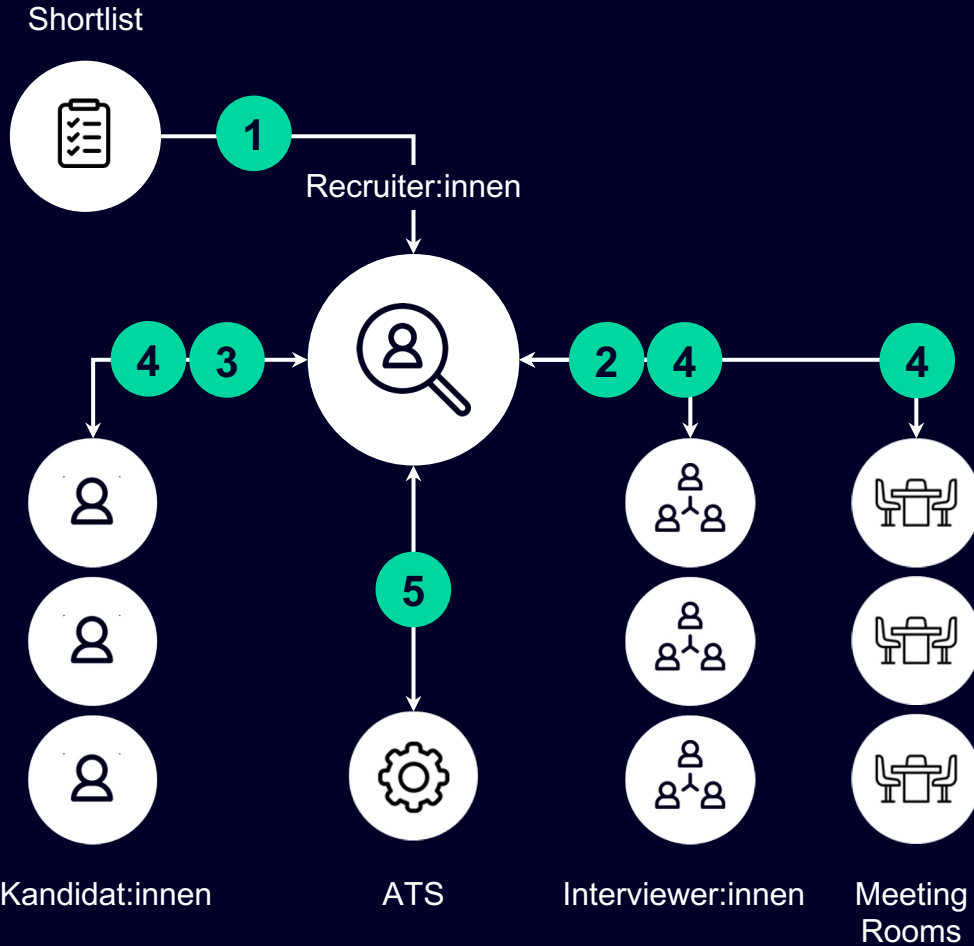 Shortlist
1
Recruiter:innen
4
3
2
4
4
5
Kandidat:innen
ATS
Interviewer:innen
Meeting
Rooms